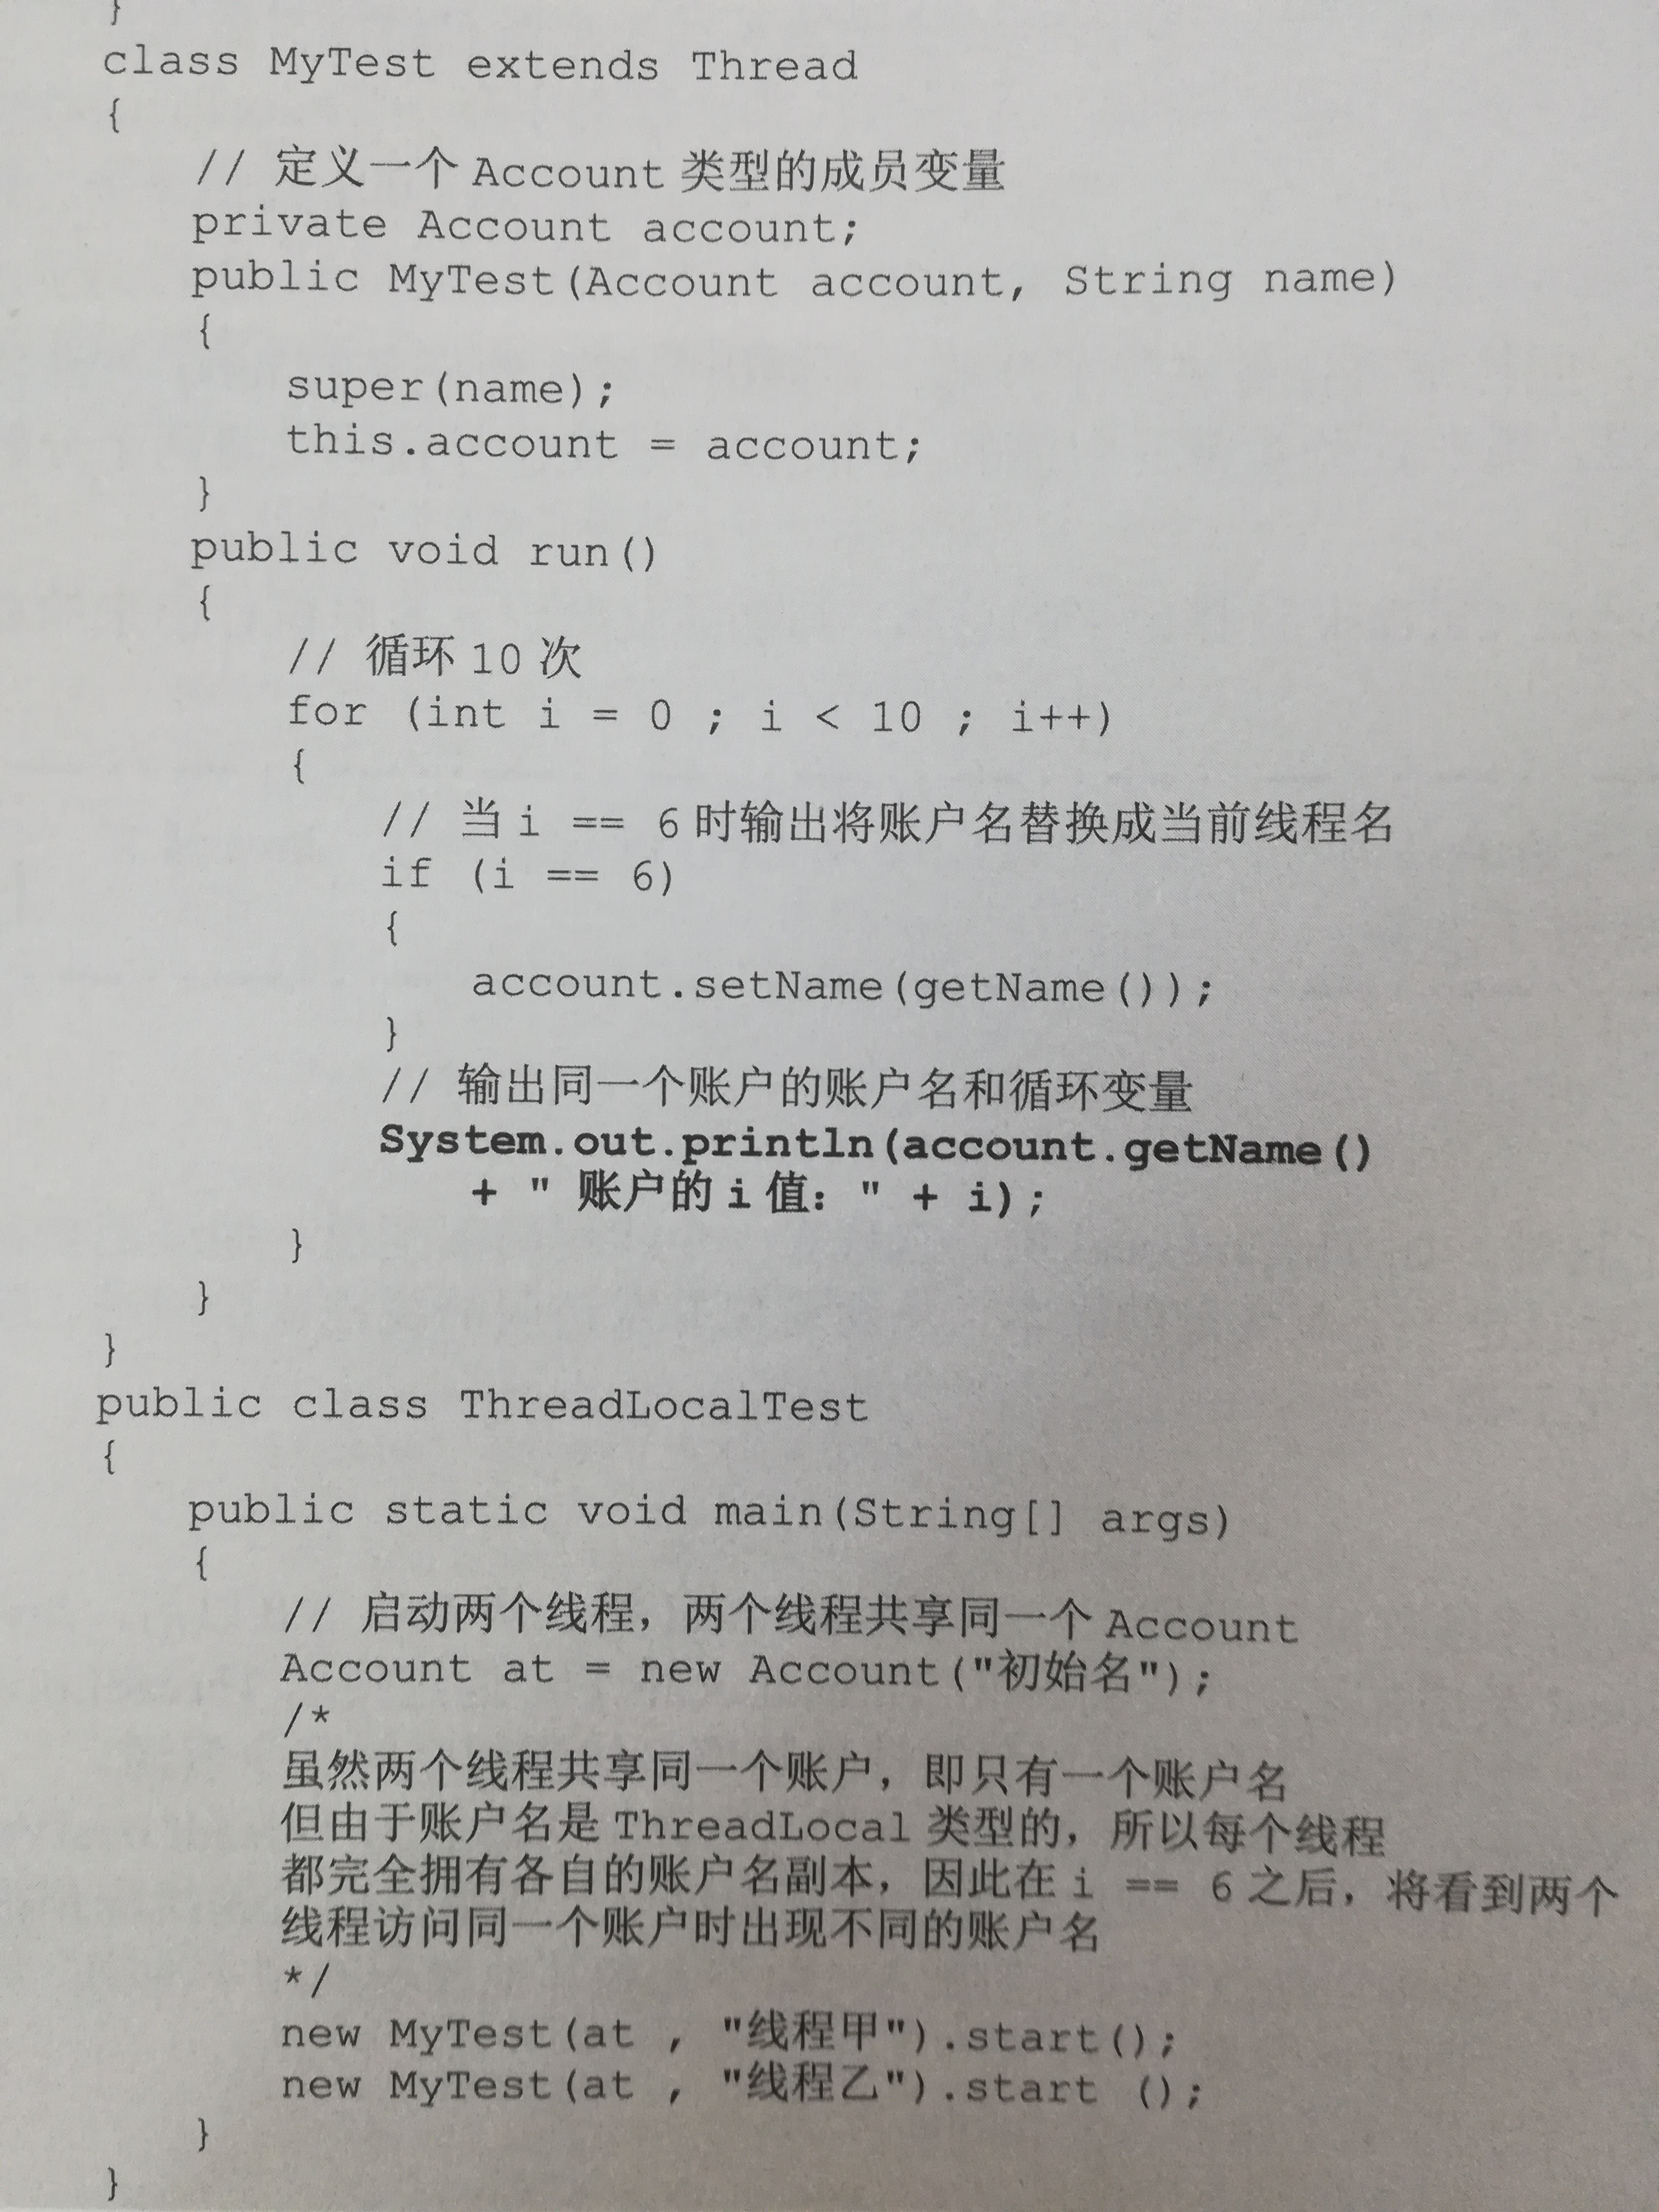 }
class MyTest extends Thread
{
// 定义一个 Account 类型的成员变量
private Account account;
public MyTest(Account account, String name)
{
super(name);
this.account = account;
}
public void run()
{
// 循环 10 次
for (int i = 0 ; i < 10 ; i++)
{
// 当 i == 6 时输出将账户名替换成当前线程名
if (i == 6)
{
account.setName(getName());
}
// 输出同一个账户的账户名和循环变量
System.out.println(account.getName()
+ " 账户的 i 值：" + i);
}
}
}
public class ThreadLocalTest
{
public static void main(String[] args)
{
// 启动两个线程，两个线程共享同一个 Account
Account at = new Account("初始名");
/*
虽然两个线程共享同一个账户，即只有一个账户名
但由于账户名是 ThreadLocal 类型的，所以每个线程
都完全拥有各自的账户名副本，因此在 i == 6 之后，将看到两个
线程访问同一个账户时出现不同的账户名
*/
new MyTest(at , "线程甲").start();
new MyTest(at , "线程乙").start ();
}
}